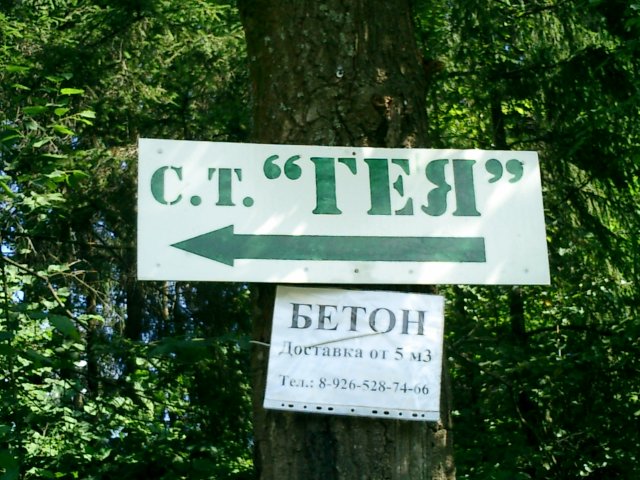 С.Т. “ГЕЯ”
БЕТОН
Доставка от 5 м3
Тел.: 8-926-528-74-66